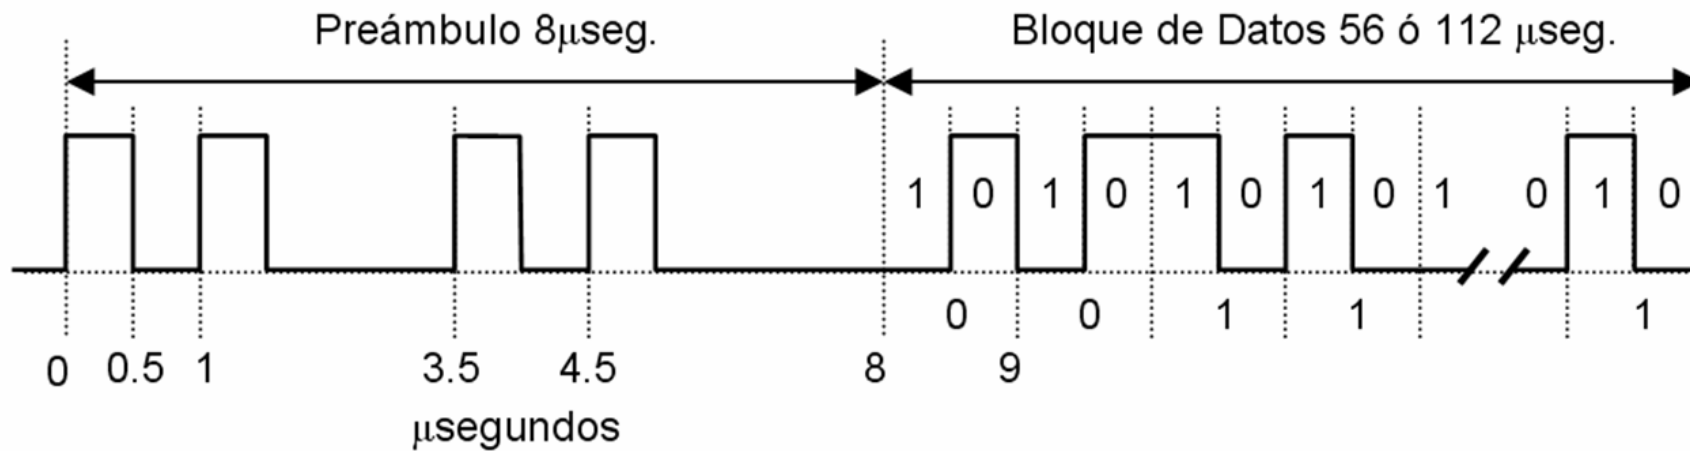 Preámbulo 8μseg. Bloque de Datos 56 ó 112 μseg.
1 0 1 0 1 0 1 0 1 0 1 0
0 0 1 1 1
0 0.5 1 3.5 4.5 8 9
μsegundos